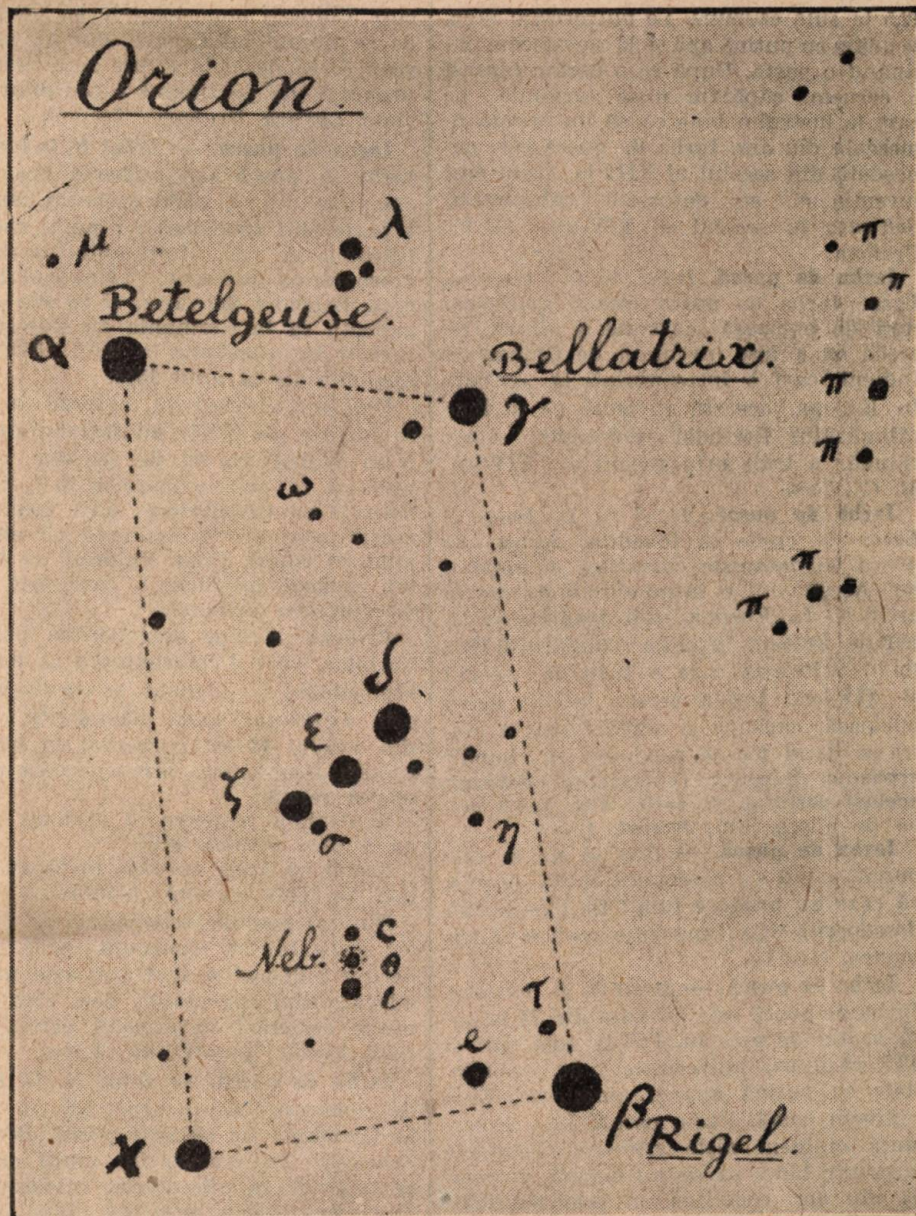 Orion.
λ
μ
π
π
Betelgeuse.
α
Bellatrix.
γ
π
π
ω
π
π
δ
ε
ζ
σ
η
c
Neb. θ
ι
τ
e
β Rigel.
χ